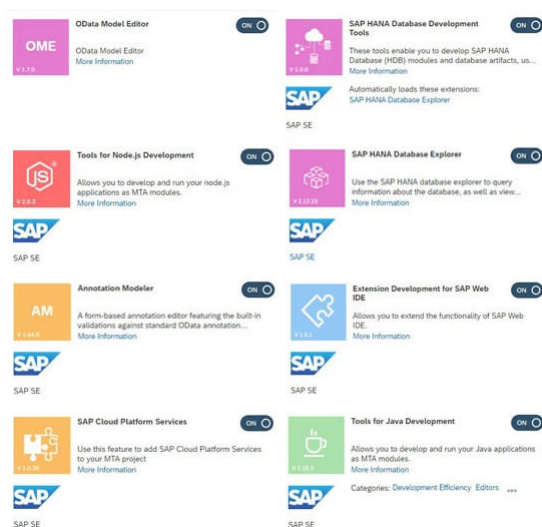 OData Model Editor
ON
OME
OData Model Editor
More Information
V 1.7.0
SAP HANA Database Development
Tools
ON
These tools enable you to develop SAP HANA
Database (HDB) modules and database artifacts, us...
More Information
V 1.0.0
Automatically loads these extensions:
SAP HANA Database Explorer
SAP
SAP SE
Tools for Node.js Development
ON
JS
Allows you to develop and run your node.js
applications as MTA modules.
More Information
SAP
SAP SE
SAP HANA Database Explorer
ON
Use the SAP HANA database explorer to query
information about the database, as well as view...
More Information
SAP
SAP SE
Annotation Modeler
ON
AM
A form-based annotation editor featuring the built-in
validations against standard OData annotation...
More Information
SAP
SAP SE
Extension Development for SAP Web
IDE
ON
Allows you to extend the functionality of SAP Web
IDE.
More Information
SAP
SAP SE
SAP Cloud Platform Services
ON
Use this feature to add SAP Cloud Platform Services
to your MTA project
More Information
SAP
SAP SE
Tools for Java Development
ON
Allows you to develop and run your Java applications
as MTA modules.
More Information
Categories: Development Efficiency Editors ...
SAP
SAP SE